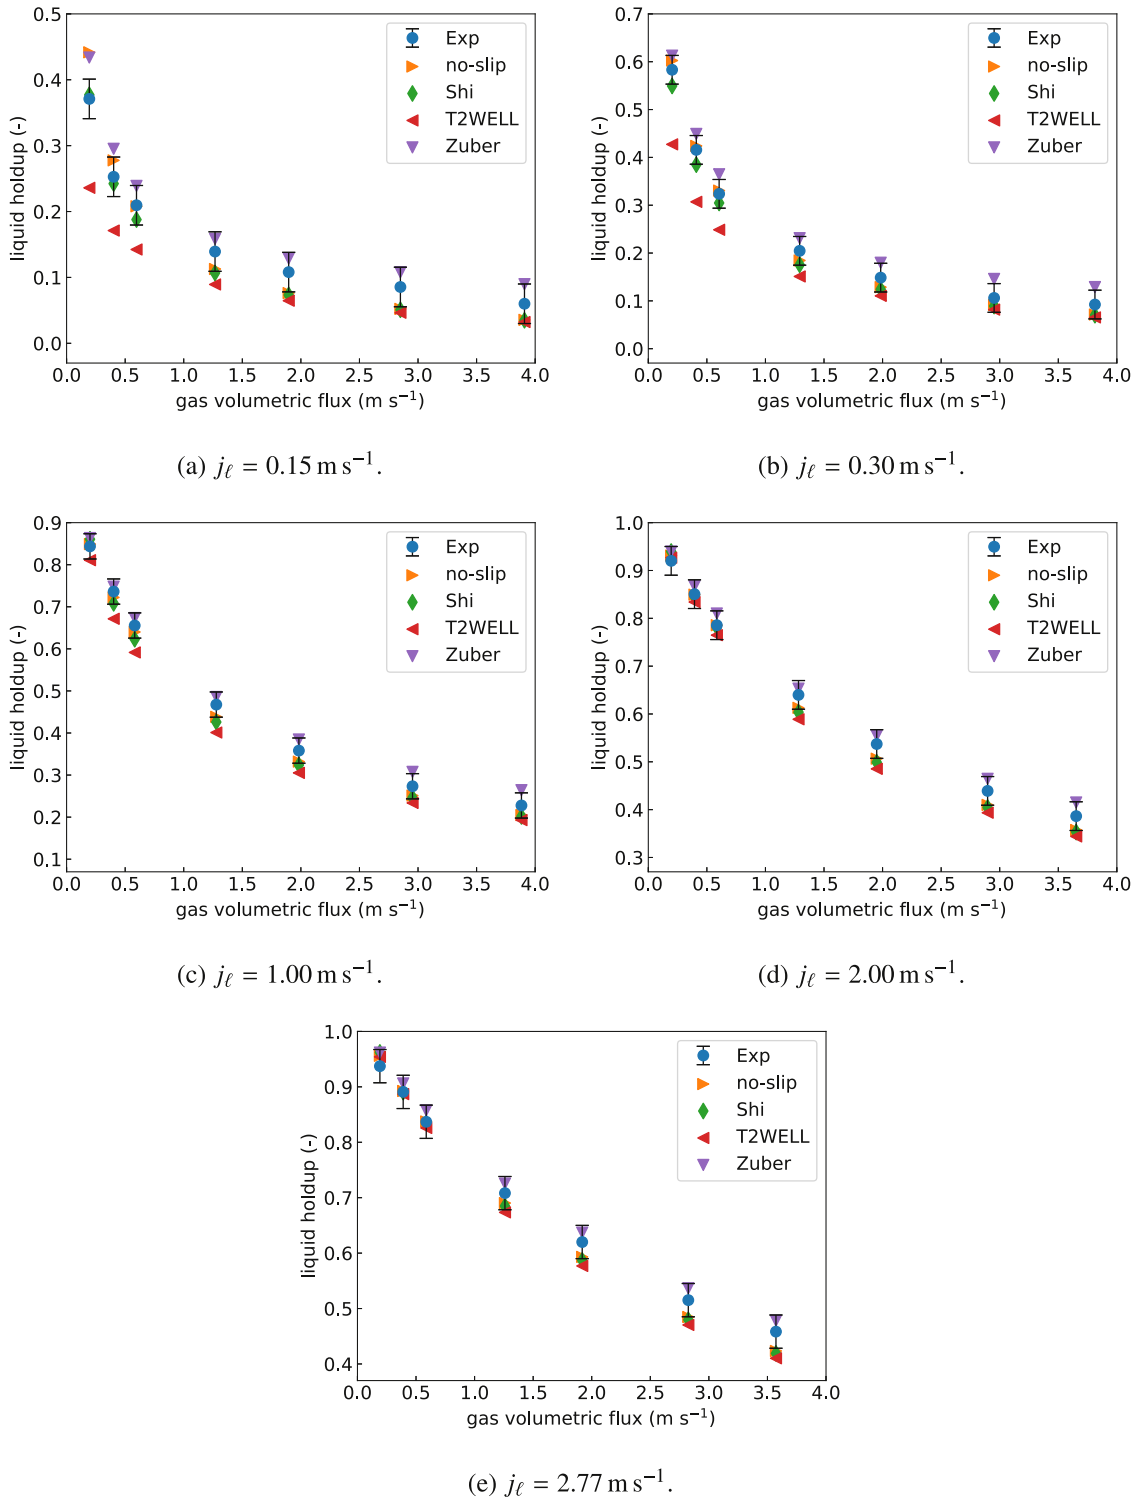 0.5
0.4
0.3
0.2
0.1
0.0
liquid holdup (-)
Exp
no-slip
Shi
T2WELL
Zuber
0.0 0.5 1.0 1.5 2.0 2.5 3.0 3.5 4.0
gas volumetric flux (m s⁻¹)
(a) jℓ = 0.15 m s⁻¹.
0.7
0.6
0.5
0.4
0.3
0.2
0.1
0.0
liquid holdup (-)
Exp
no-slip
Shi
T2WELL
Zuber
0.0 0.5 1.0 1.5 2.0 2.5 3.0 3.5 4.0
gas volumetric flux (m s⁻¹)
(b) jℓ = 0.30 m s⁻¹.
0.9
0.8
0.7
0.6
0.5
0.4
0.3
0.2
0.1
liquid holdup (-)
Exp
no-slip
Shi
T2WELL
Zuber
0.0 0.5 1.0 1.5 2.0 2.5 3.0 3.5 4.0
gas volumetric flux (m s⁻¹)
(c) jℓ = 1.00 m s⁻¹.
1.0
0.9
0.8
0.7
0.6
0.5
0.4
0.3
liquid holdup (-)
Exp
no-slip
Shi
T2WELL
Zuber
0.0 0.5 1.0 1.5 2.0 2.5 3.0 3.5 4.0
gas volumetric flux (m s⁻¹)
(d) jℓ = 2.00 m s⁻¹.
1.0
0.9
0.8
0.7
0.6
0.5
0.4
liquid holdup (-)
Exp
no-slip
Shi
T2WELL
Zuber
0.0 0.5 1.0 1.5 2.0 2.5 3.0 3.5 4.0
gas volumetric flux (m s⁻¹)
(e) jℓ = 2.77 m s⁻¹.